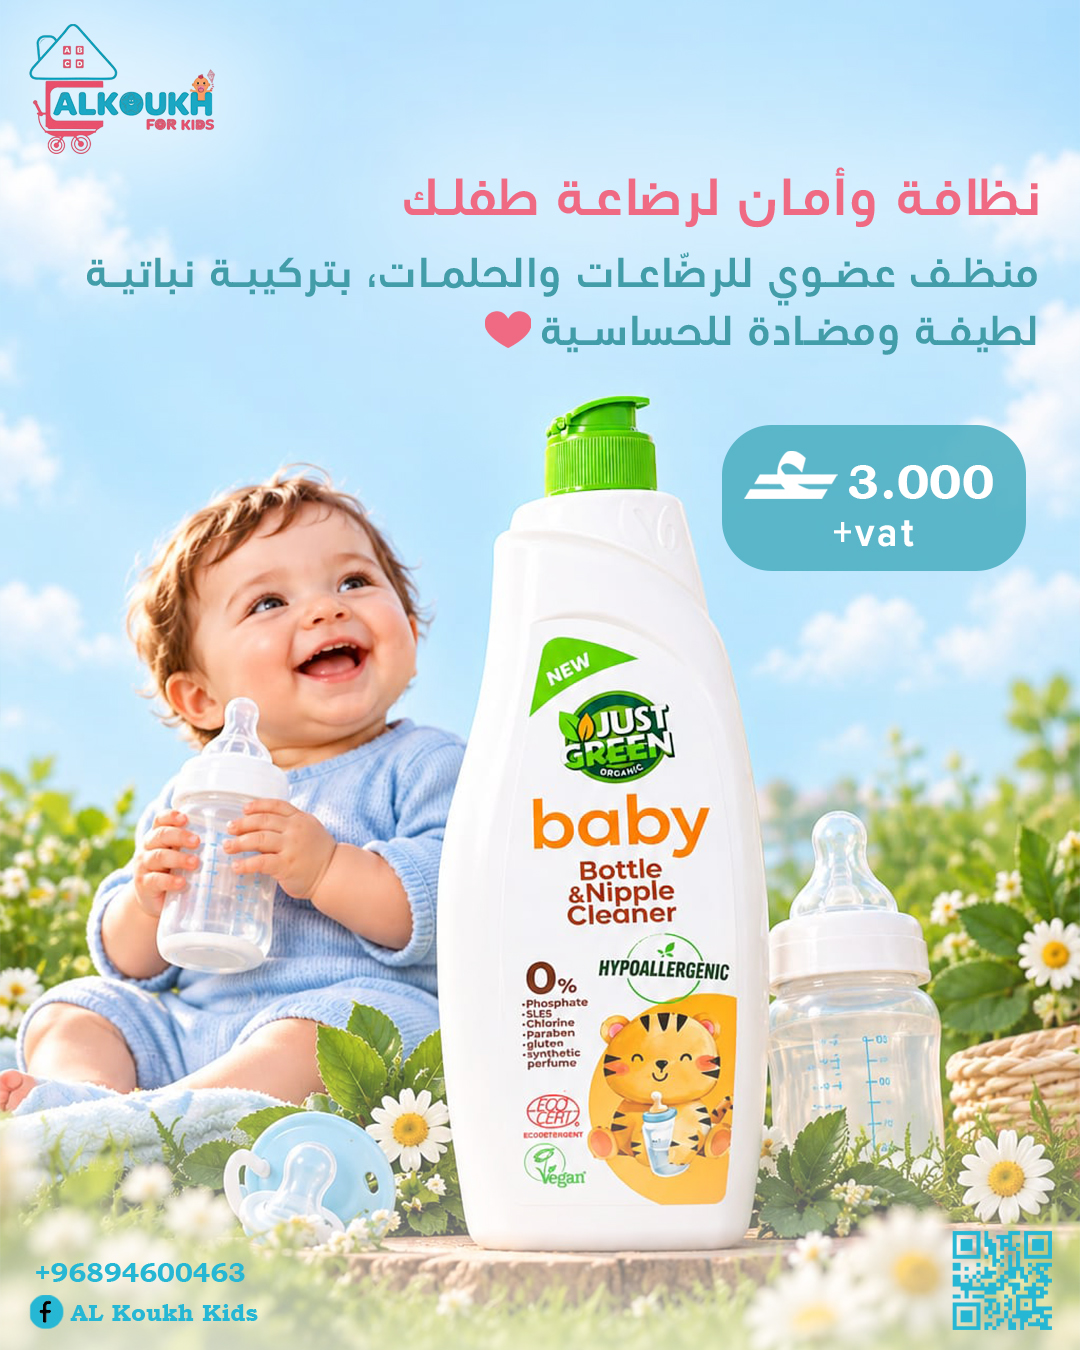 A B
C D
ALKOUKH
FOR KIDS
نظافة وأمان لرضاعة طفلك
منظف عضوي للرضّاعات والحلمات، بتركيبة نباتية
لطيفة ومضادة للحساسية
3.000
+vat
NEW
JUST
GREEN
ORGANIC
baby
Bottle
&Nipple
Cleaner
HYPOALLERGENIC
0%
•Phosphate
•SLES
•Chlorine
•Paraben
•gluten
•synthetic
perfume
ECO
CERT
ECODETERGENT
Vegan
+96894600463
f AL Koukh Kids